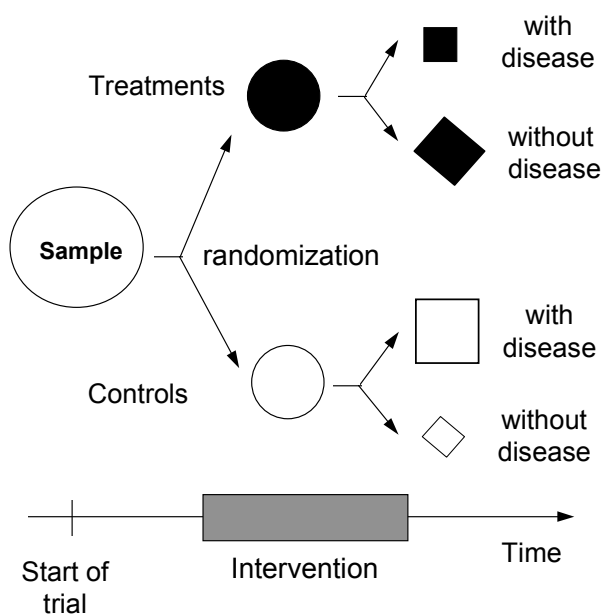 with
disease
Treatments
without
disease
Sample
randomization
with
disease
Controls
without
disease
Start of
trial
Intervention
Time